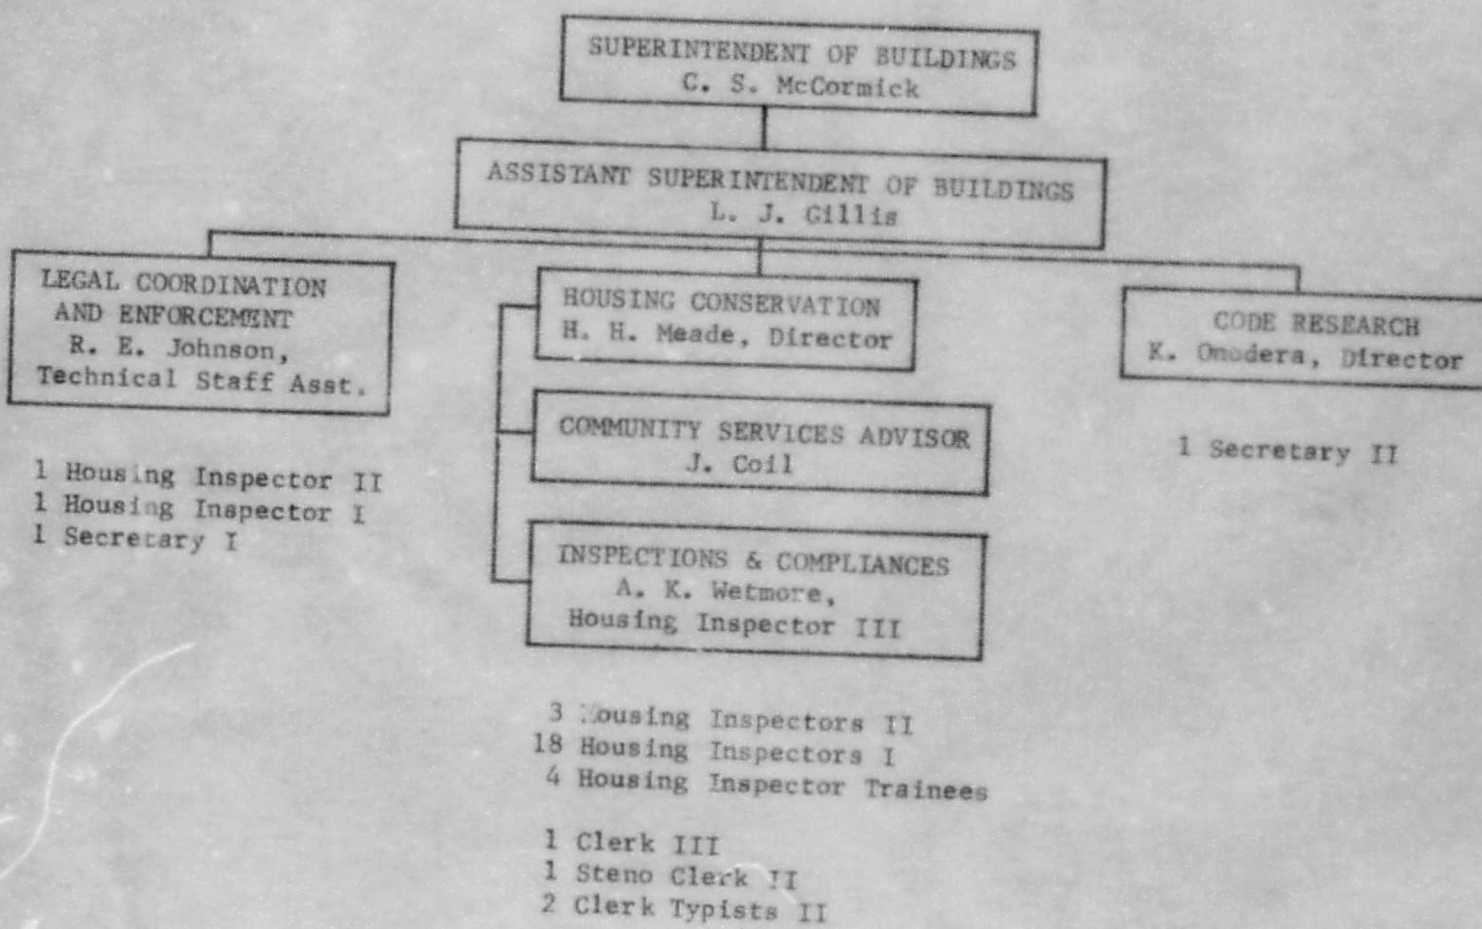 SUPERINTENDENT OF BUILDINGS
C. S. McCormick
ASSISTANT SUPERINTENDENT OF BUILDINGS
L. J. Gillis
LEGAL COORDINATION
AND ENFORCEMENT
R. E. Johnson,
Technical Staff Asst.
1 Housing Inspector II
1 Housing Inspector I
1 Secretary I
HOUSING CONSERVATION
H. H. Meade, Director
COMMUNITY SERVICES ADVISOR
J. Coil
INSPECTIONS & COMPLIANCES
A. K. Wetmore,
Housing Inspector III
3 Housing Inspectors II
18 Housing Inspectors I
4 Housing Inspector Trainees
1 Clerk III
1 Steno Clerk II
2 Clerk Typists II
CODE RESEARCH
K. Onodera, Director
1 Secretary II